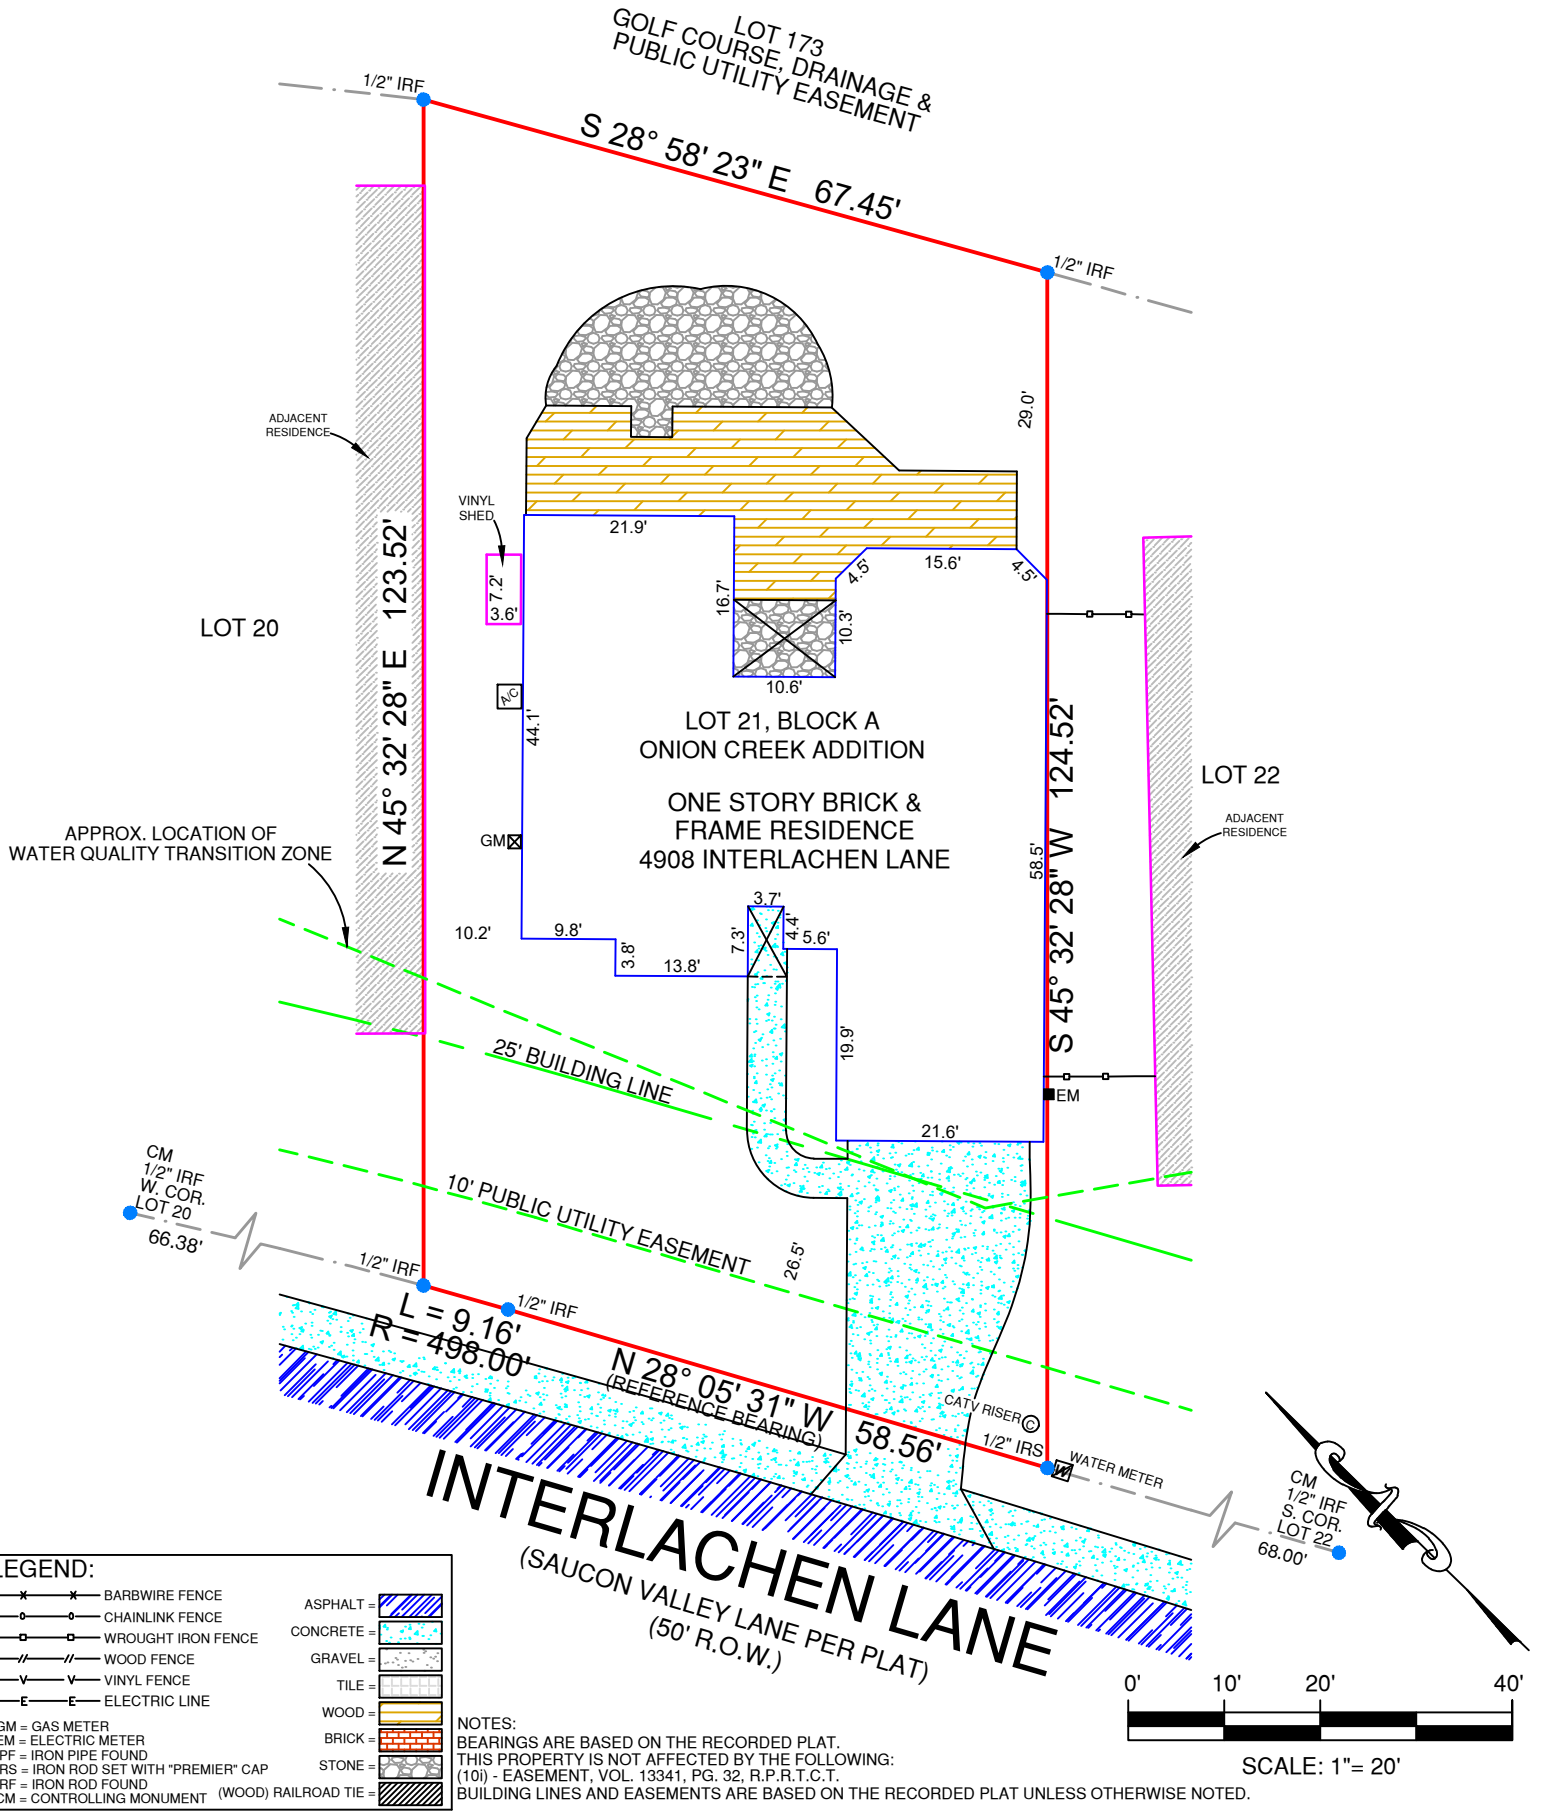 LOT 173
GOLF COURSE, DRAINAGE &
PUBLIC UTILITY EASEMENT
1/2" IRF
S 28° 58' 23" E 67.45'
1/2" IRF
29.0'
ADJACENT
RESIDENCE
VINYL
SHED
7.2'
3.6'
21.9'
16.7'
4.5'
15.6'
4.5'
10.3'
10.6'
N 45° 32' 28" E 123.52'
LOT 20
A/C
44.1'
GM
LOT 21, BLOCK A
ONION CREEK ADDITION
ONE STORY BRICK &
FRAME RESIDENCE
4908 INTERLACHEN LANE
58.5'
S 45° 32' 28" W 124.52'
LOT 22
ADJACENT
RESIDENCE
APPROX. LOCATION OF
WATER QUALITY TRANSITION ZONE
10.2'
9.8'
3.8'
13.8'
3.7'
7.3'
4.4'
5.6'
19.9'
21.6'
EM
25' BUILDING LINE
10' PUBLIC UTILITY EASEMENT
26.5'
CM
1/2" IRF
W. COR.
LOT 20
66.38'
1/2" IRF
1/2" IRF
L = 9.16'
R = 498.00'
N 28° 05' 31" W 58.56'
(REFERENCE BEARING)
CATV RISER
C
1/2" IRS
W
WATER METER
CM
1/2" IRF
S. COR.
LOT 22
68.00'
INTERLACHEN LANE
(SAUCON VALLEY LANE PER PLAT)
(50' R.O.W.)
LEGEND:
BARBWIRE FENCE
CHAINLINK FENCE
WROUGHT IRON FENCE
WOOD FENCE
VINYL FENCE
E E ELECTRIC LINE
GM = GAS METER
EM = ELECTRIC METER
IPF = IRON PIPE FOUND
IRS = IRON ROD SET WITH "PREMIER" CAP
IRF = IRON ROD FOUND
CM = CONTROLLING MONUMENT
ASPHALT =
CONCRETE =
GRAVEL =
TILE =
WOOD =
BRICK =
STONE =
(WOOD) RAILROAD TIE =
NOTES:
BEARINGS ARE BASED ON THE RECORDED PLAT.
THIS PROPERTY IS NOT AFFECTED BY THE FOLLOWING:
(10i) - EASEMENT, VOL. 13341, PG. 32, R.P.R.T.C.T.
BUILDING LINES AND EASEMENTS ARE BASED ON THE RECORDED PLAT UNLESS OTHERWISE NOTED.
0' 10' 20' 40'
SCALE: 1"= 20'